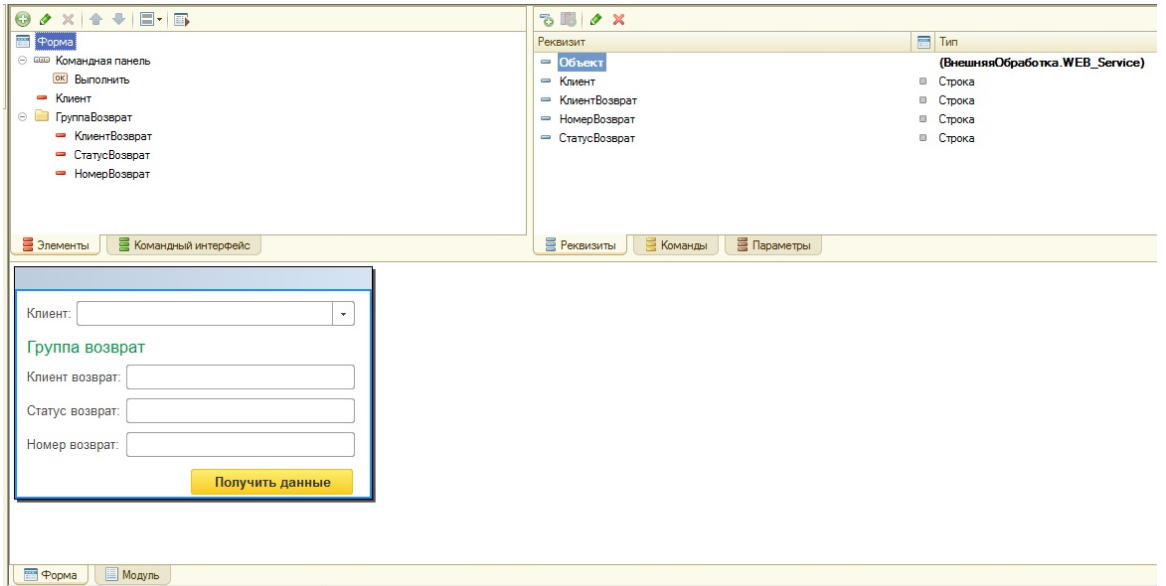 Форма
Командная панель
OK Выполнить
Клиент
ГруппаВозврат
КлиентВозврат
СтатусВозврат
НомерВозврат
Элементы Командный интерфейс
Реквизит Тип
Объект (ВнешняяОбработка.WEB_Service)
Клиент Строка
КлиентВозврат Строка
НомерВозврат Строка
СтатусВозврат Строка
Реквизиты Команды Параметры
Клиент:
Группа возврат
Клиент возврат:
Статус возврат:
Номер возврат:
Получить данные
Форма Модуль